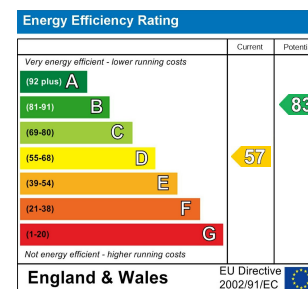 Energy Efficiency Rating
Current Potenti
Very energy efficient - lower running costs
(92 plus) A
(81-91) B
83
(69-80) C
(55-68) D
57
(39-54) E
(21-38) F
(1-20) G
Not energy efficient - higher running costs
England & Wales
EU Directive
2002/91/EC